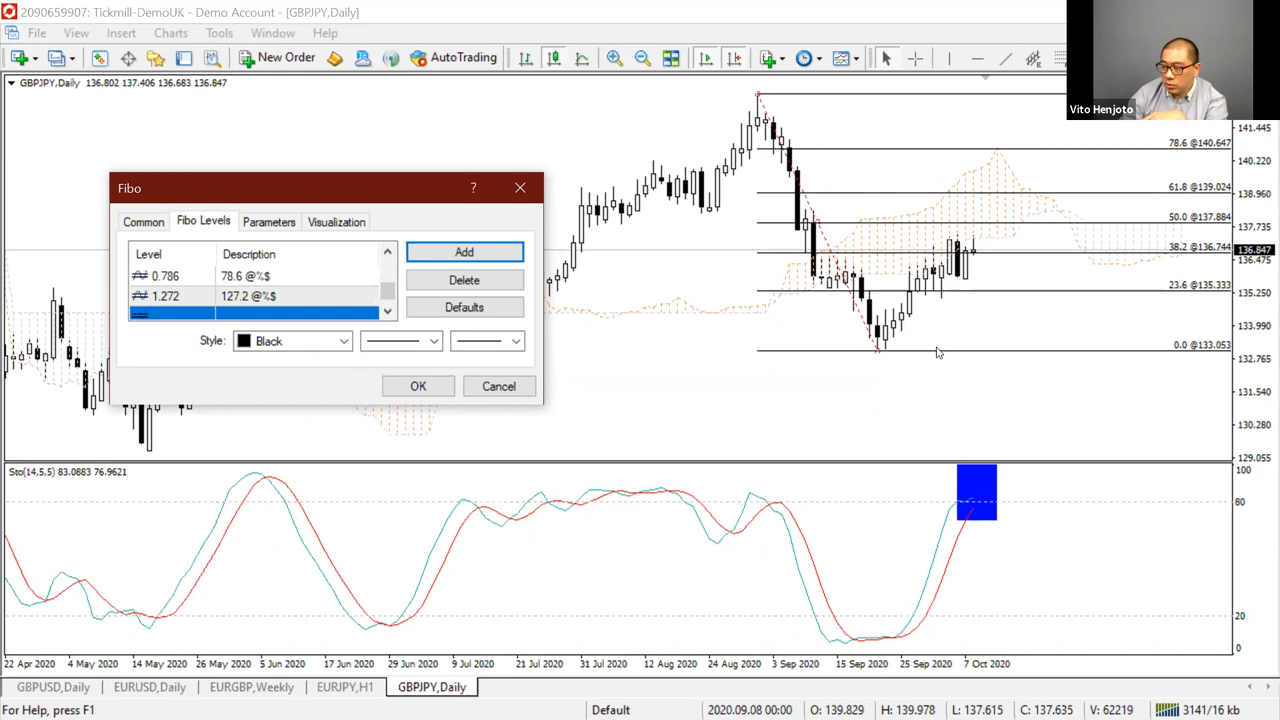 2090659907: Tickmill-DemoUK - Demo Account - [GBPJPY,Daily]
File View Insert Charts Tools Window Help
New Order AutoTrading
GBPJPY,Daily 136.802 137.406 136.683 136.847
Vito Henjoto
141.445
78.6 @140.647
140.220
61.8 @139.024
138.960
50.0 @137.884
137.735
38.2 @136.744
136.847
136.475
23.6 @135.333
135.250
133.990
0.0 @133.053
132.765
131.540
130.280
129.055
Fibo
?
Common Fibo Levels Parameters Visualization
Level Description
0.786 78.6 @%$
1.272 127.2 @%$
Add
Delete
Defaults
Style: Black
OK Cancel
Sto(14,5,5) 83.0883 76.9621
100
80
20
0
22 Apr 2020 4 May 2020 14 May 2020 26 May 2020 5 Jun 2020 17 Jun 2020 29 Jun 2020 9 Jul 2020 21 Jul 2020 31 Jul 2020 12 Aug 2020 24 Aug 2020 3 Sep 2020 15 Sep 2020 25 Sep 2020 7 Oct 2020
GBPUSD,Daily EURUSD,Daily EURGBP,Weekly EURJPY,H1 GBPJPY,Daily
For Help, press F1 Default 2020.09.08 00:00 O: 139.829 H: 139.978 L: 137.615 C: 137.635 V: 62219 3141/16 kb